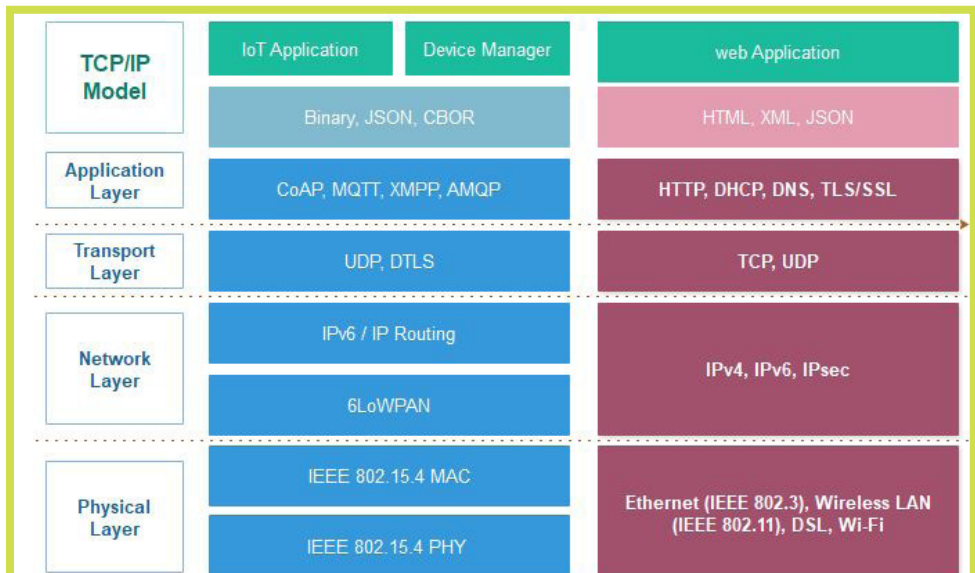 TCP/IP
Model
IoT Application
Device Manager
web Application
Binary, JSON, CBOR
HTML, XML, JSON
Application
Layer
CoAP, MQTT, XMPP, AMQP
HTTP, DHCP, DNS, TLS/SSL
Transport
Layer
UDP, DTLS
TCP, UDP
Network
Layer
IPv6 / IP Routing
6LoWPAN
IPv4, IPv6, IPsec
Physical
Layer
IEEE 802.15.4 MAC
IEEE 802.15.4 PHY
Ethernet (IEEE 802.3), Wireless LAN
(IEEE 802.11), DSL, Wi-Fi